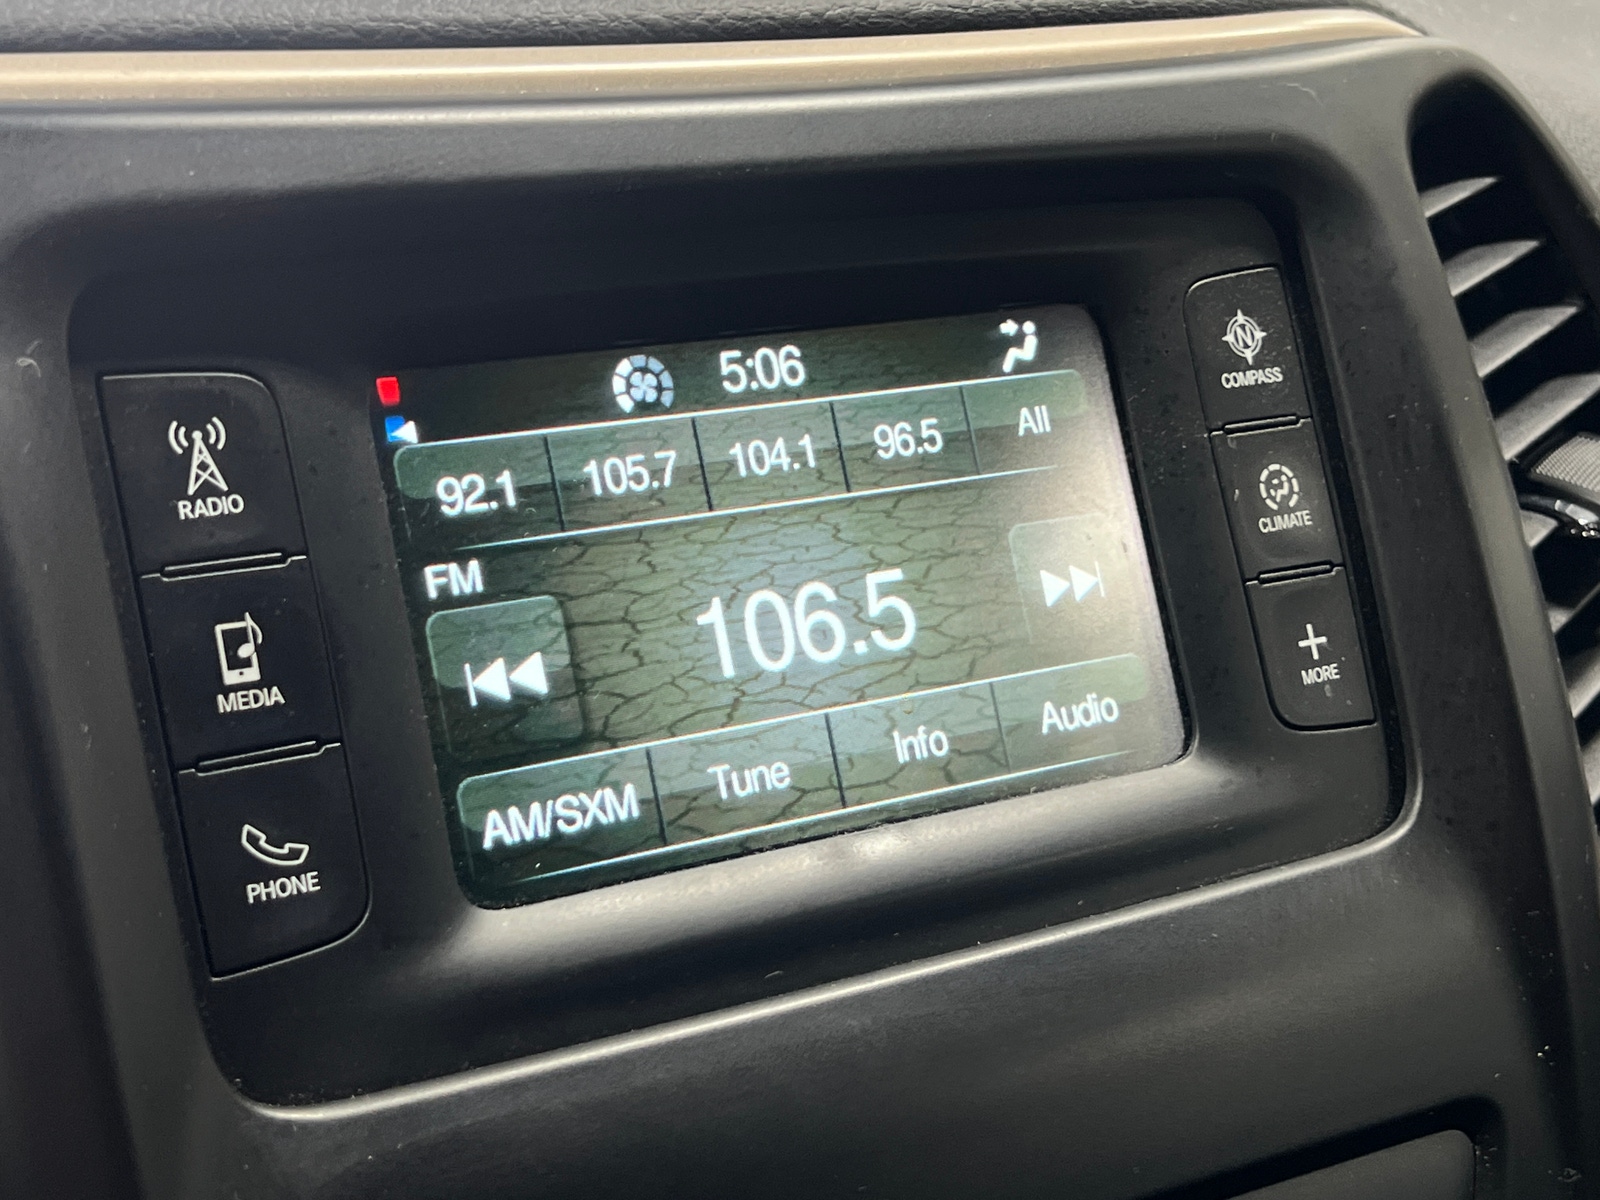 5:06
92.1 105.7 104.1 96.5 All
FM
106.5
AM/SXM Tune Info Audio
RADIO
MEDIA
PHONE
N
COMPASS
CLIMATE
MORE